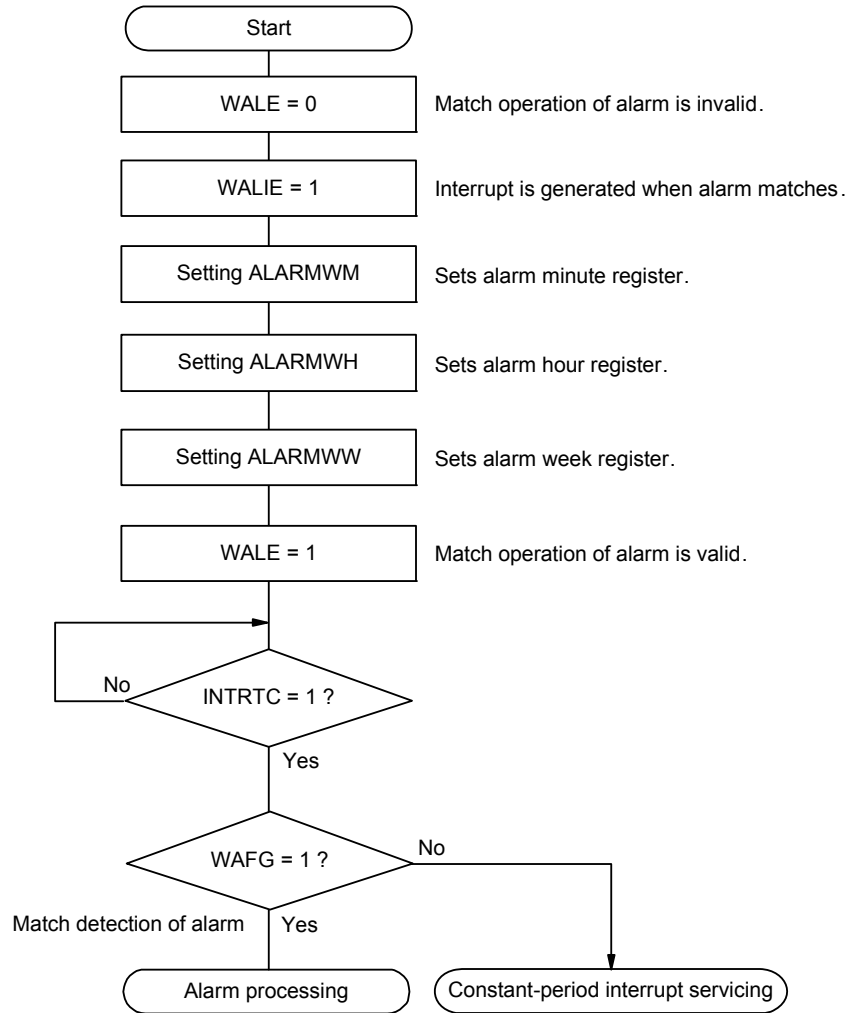 Start
WALE = 0
Match operation of alarm is invalid.
WALIE = 1
Interrupt is generated when alarm matches.
Setting ALARMWM
Sets alarm minute register.
Setting ALARMWH
Sets alarm hour register.
Setting ALARMWW
Sets alarm week register.
WALE = 1
Match operation of alarm is valid.
No
INTRTC = 1 ?
Yes
WAFG = 1 ?
No
Match detection of alarm
Yes
Alarm processing
Constant-period interrupt servicing